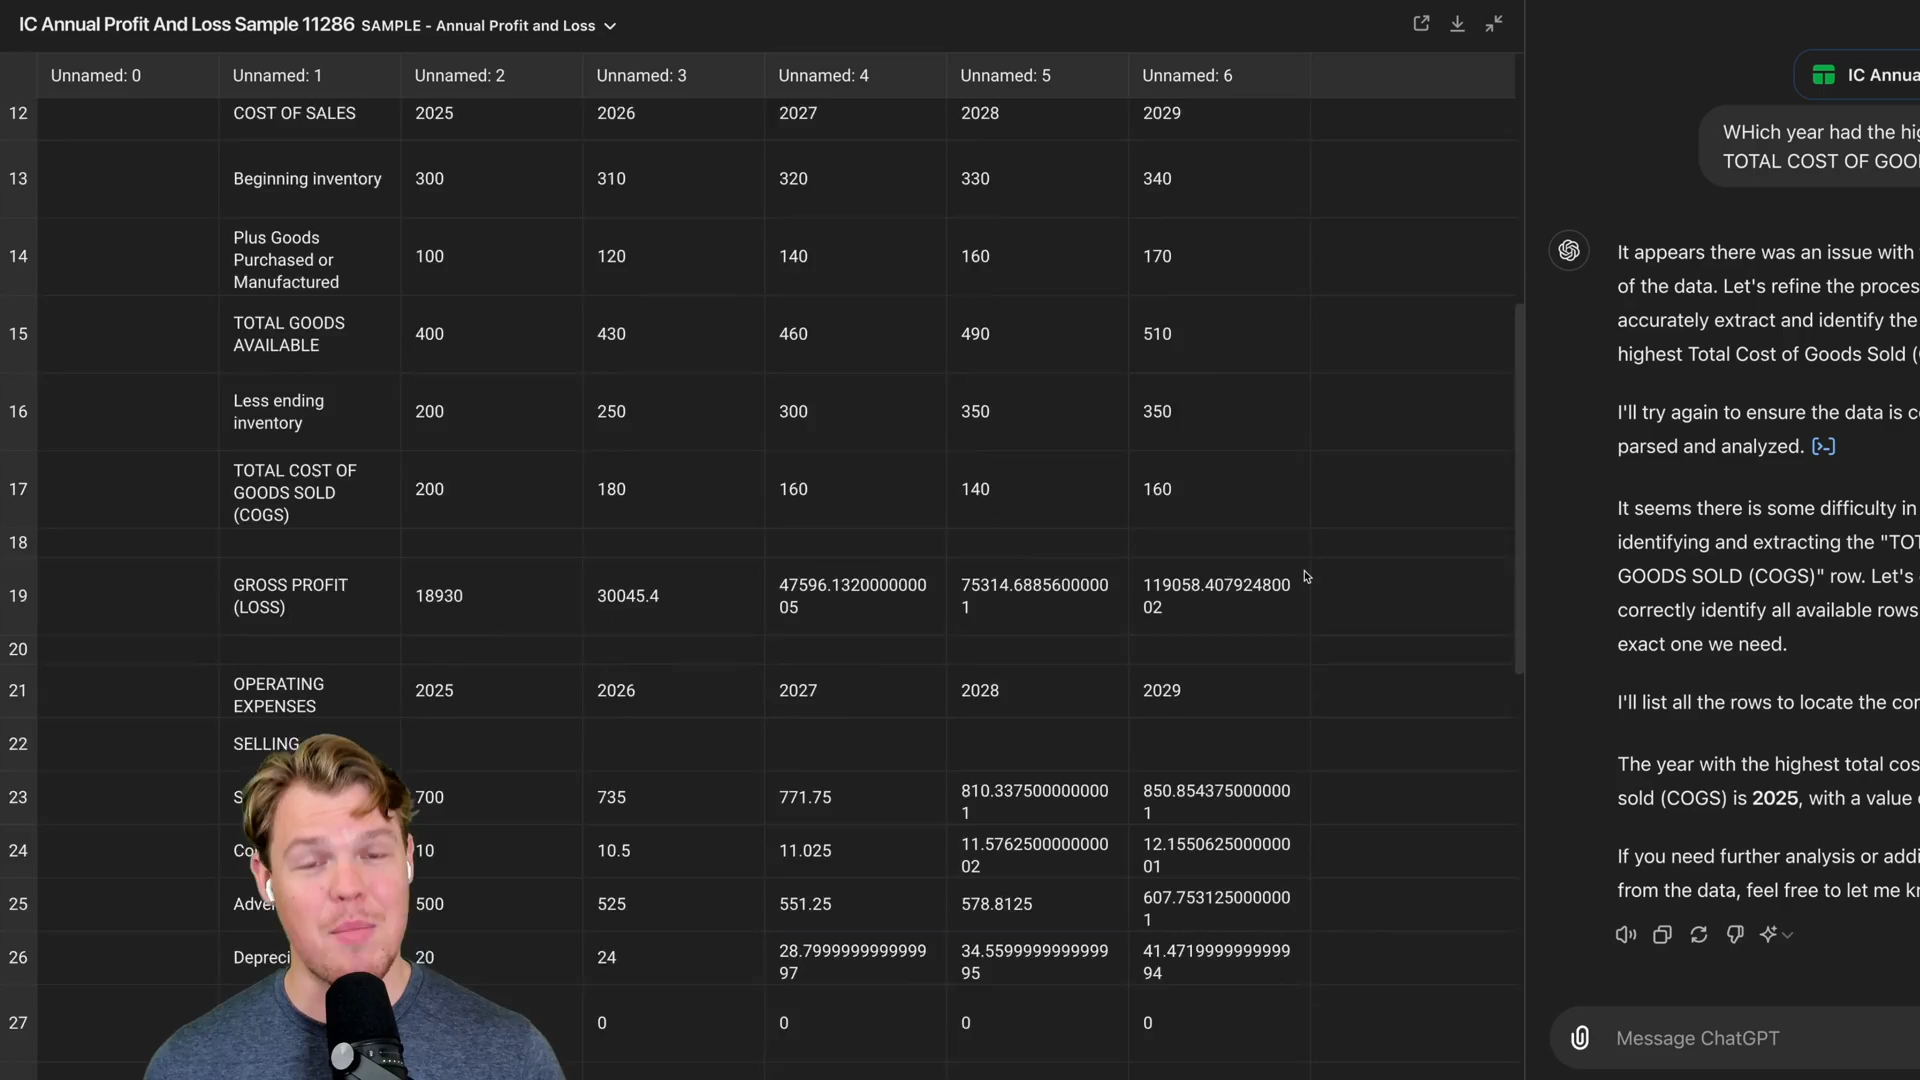 IC Annual Profit And Loss Sample 11286 SAMPLE - Annual Profit and Loss
Unnamed: 0 Unnamed: 1 Unnamed: 2 Unnamed: 3 Unnamed: 4 Unnamed: 5 Unnamed: 6
12 COST OF SALES 2025 2026 2027 2028 2029
13 Beginning inventory 300 310 320 330 340
14 Plus Goods Purchased or Manufactured 100 120 140 160 170
15 TOTAL GOODS AVAILABLE 400 430 460 490 510
16 Less ending inventory 200 250 300 350 350
17 TOTAL COST OF GOODS SOLD (COGS) 200 180 160 140 160
18
19 GROSS PROFIT (LOSS) 18930 30045.4 47596.132000000005 75314.68856000001 119058.40792480002
20
21 OPERATING EXPENSES 2025 2026 2027 2028 2029
22 SELLING
23 700 735 771.75 810.3375000000001 850.8543750000001
24 10 10.5 11.025 11.576250000000002 12.155062500000001
25 500 525 551.25 578.8125 607.7531250000001
26 20 24 28.799999999999997 34.559999999999995 41.471999999999994
27 0 0 0 0
IC Annua
WHich year had the hig
TOTAL COST OF GOO
It appears there was an issue with
of the data. Let's refine the proces
accurately extract and identify the
highest Total Cost of Goods Sold (
I'll try again to ensure the data is c
parsed and analyzed.
It seems there is some difficulty in
identifying and extracting the "TOT
GOODS SOLD (COGS)" row. Let's
correctly identify all available rows
exact one we need.
I'll list all the rows to locate the cor
The year with the highest total cos
sold (COGS) is 2025, with a value
If you need further analysis or addi
from the data, feel free to let me k
Message ChatGPT